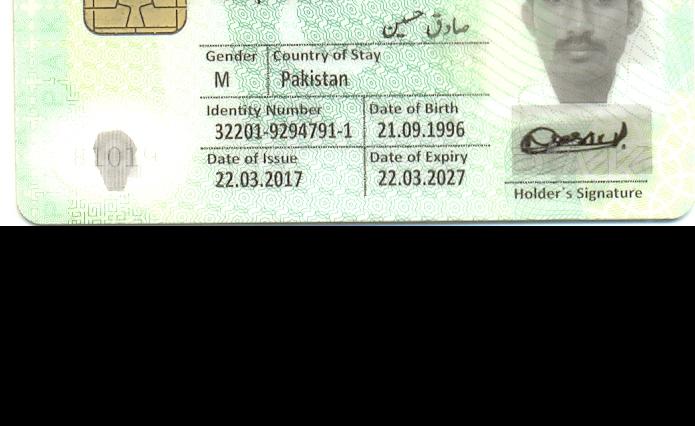 صادق حسین
Gender Country of Stay
M Pakistan
Identity Number Date of Birth
32201-9294791-1 21.09.1996
Date of Issue Date of Expiry
22.03.2017 22.03.2027
Holder's Signature